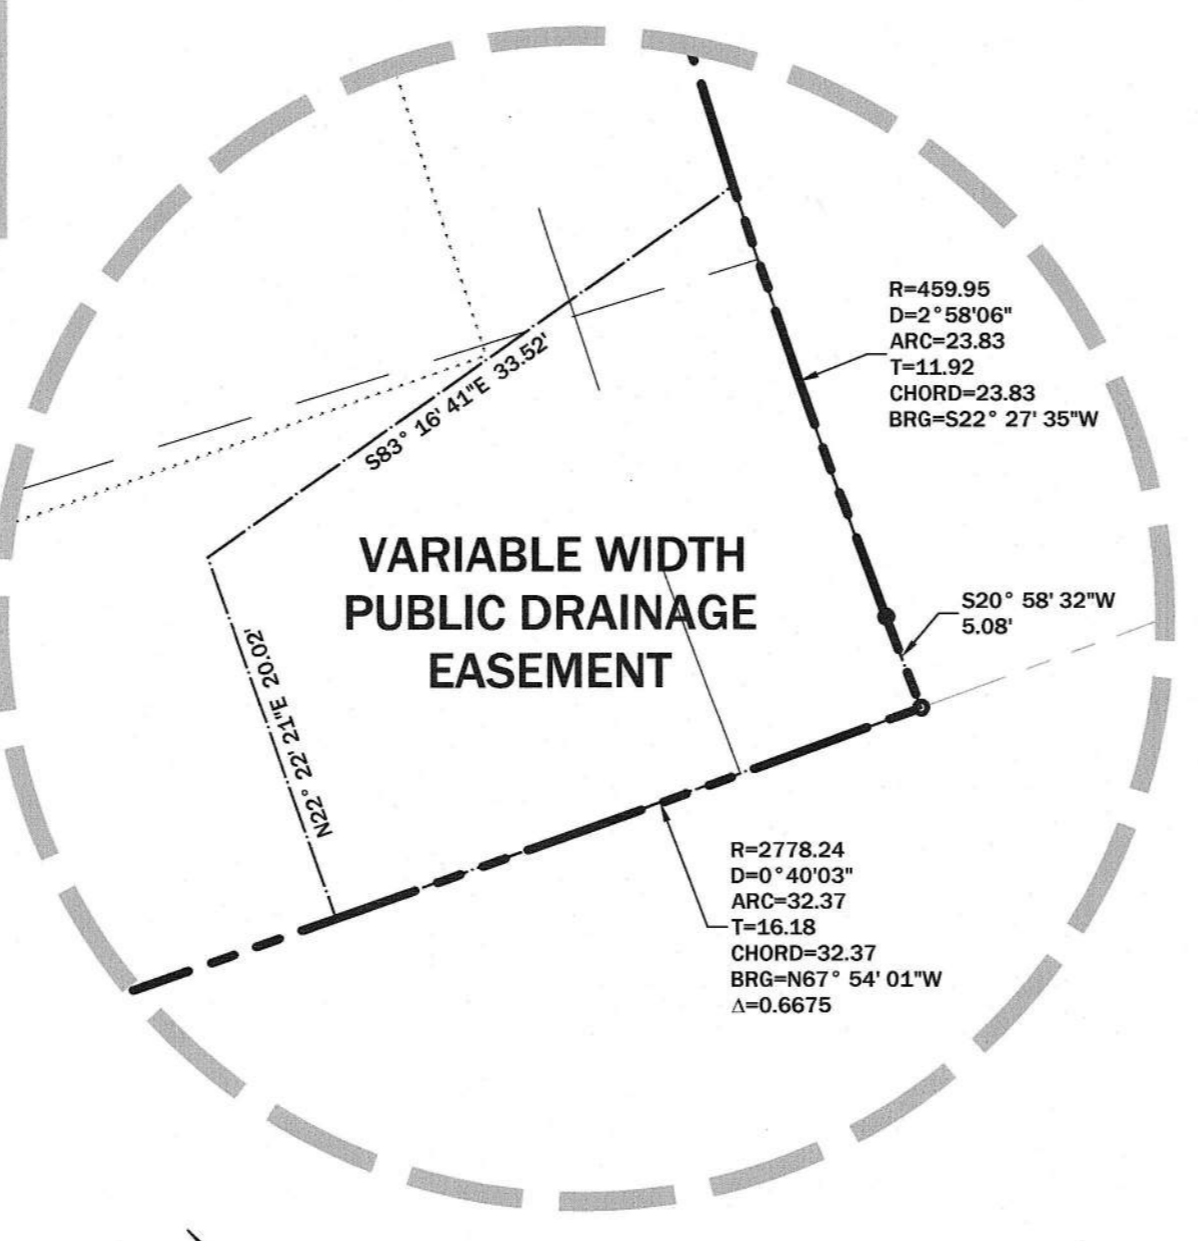 R=459.95
D=2°58'06"
ARC=23.83
T=11.92
CHORD=23.83
BRG=S22° 27' 35"W
S83° 16' 41"E 33.52'
VARIABLE WIDTH
PUBLIC DRAINAGE
EASEMENT
S20° 58' 32"W
5.08'
N22° 22' 21"E 20.02'
R=2778.24
D=0°40'03"
ARC=32.37
T=16.18
CHORD=32.37
BRG=N67° 54' 01"W
Δ=0.6675